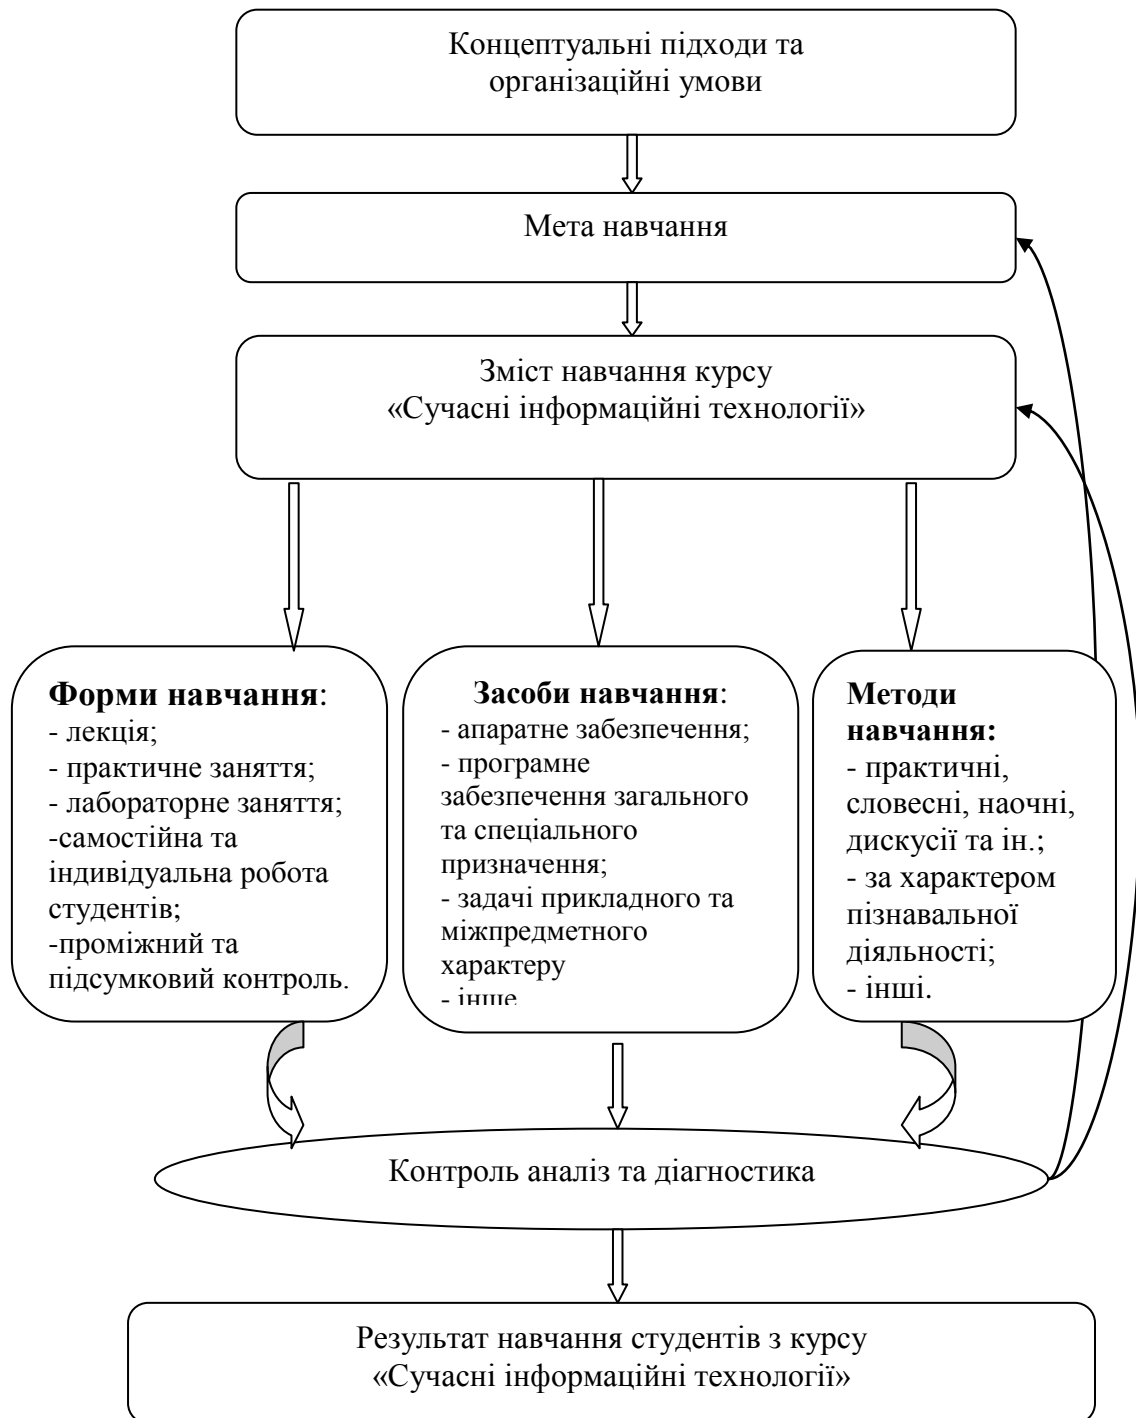 Концептуальні підходи та
організаційні умови
Мета навчання
Зміст навчання курсу
«Сучасні інформаційні технології»
Форми навчання:
- лекція;
- практичне заняття;
- лабораторне заняття;
-самостійна та
індивідуальна робота
студентів;
-проміжний та
підсумковий контроль.
Засоби навчання:
- апаратне забезпечення;
- програмне
забезпечення загального
та спеціального
призначення;
- задачі прикладного та
міжпредметного
характеру
- інше
Методи
навчання:
- практичні,
словесні, наочні,
дискусії та ін.;
- за характером
пізнавальної
діяльності;
- інші.
Контроль аналіз та діагностика
Результат навчання студентів з курсу
«Сучасні інформаційні технології»